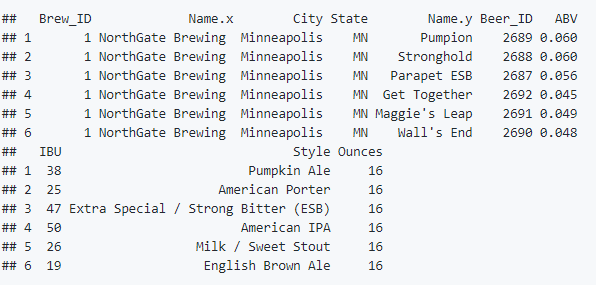 ##   Brew_ID             Name.x         City State          Name.y Beer_ID   ABV
## 1       1 NorthGate Brewing  Minneapolis    MN         Pumpion    2689 0.060
## 2       1 NorthGate Brewing  Minneapolis    MN      Stronghold    2688 0.060
## 3       1 NorthGate Brewing  Minneapolis    MN     Parapet ESB    2687 0.056
## 4       1 NorthGate Brewing  Minneapolis    MN    Get Together    2692 0.045
## 5       1 NorthGate Brewing  Minneapolis    MN   Maggie's Leap    2691 0.049
## 6       1 NorthGate Brewing  Minneapolis    MN      Wall's End    2690 0.048
##   IBU                               Style Ounces
## 1  38                         Pumpkin Ale     16
## 2  25                     American Porter     16
## 3  47 Extra Special / Strong Bitter (ESB)     16
## 4  50                        American IPA     16
## 5  26                  Milk / Sweet Stout     16
## 6  19                   English Brown Ale     16